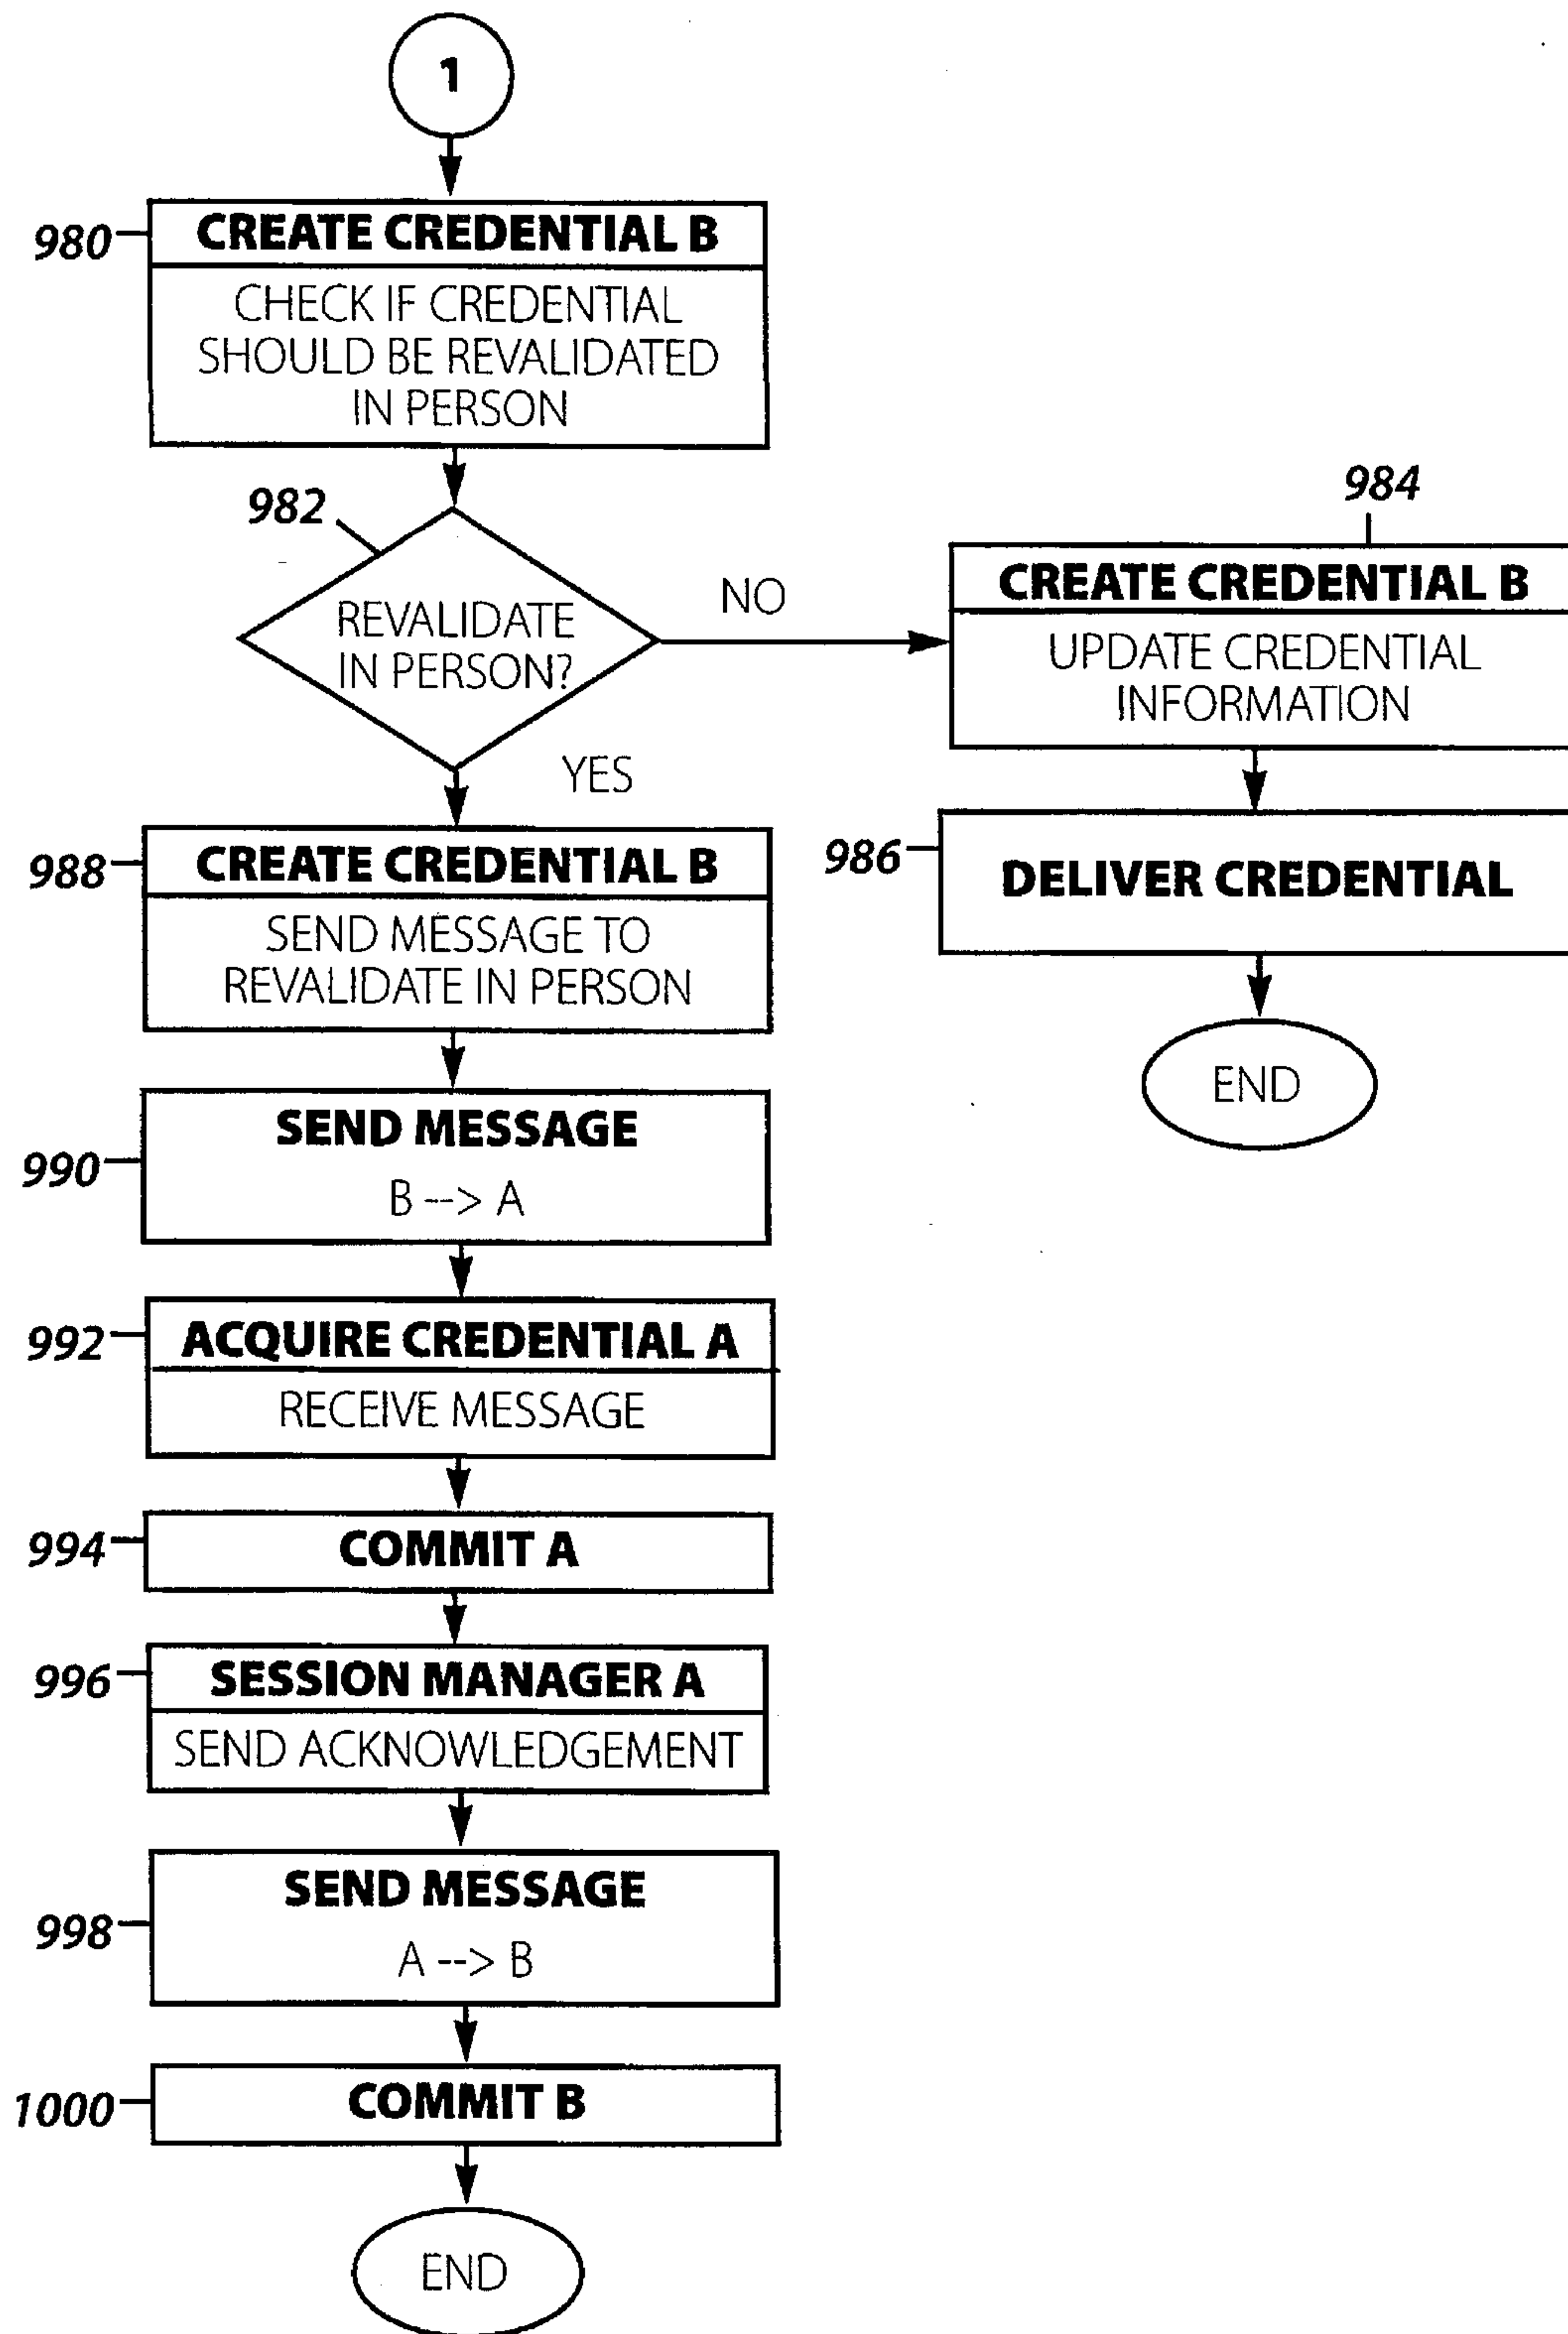 1
980
CREATE CREDENTIAL B
CHECK IF CREDENTIAL
SHOULD BE REVALIDATED
IN PERSON
982
REVALIDATE
IN PERSON?
NO
YES
984
CREATE CREDENTIAL B
UPDATE CREDENTIAL
INFORMATION
986
DELIVER CREDENTIAL
END
988
CREATE CREDENTIAL B
SEND MESSAGE TO
REVALIDATE IN PERSON
990
SEND MESSAGE
B --> A
992
ACQUIRE CREDENTIAL A
RECEIVE MESSAGE
994
COMMIT A
996
SESSION MANAGER A
SEND ACKNOWLEDGEMENT
998
SEND MESSAGE
A --> B
1000
COMMIT B
END